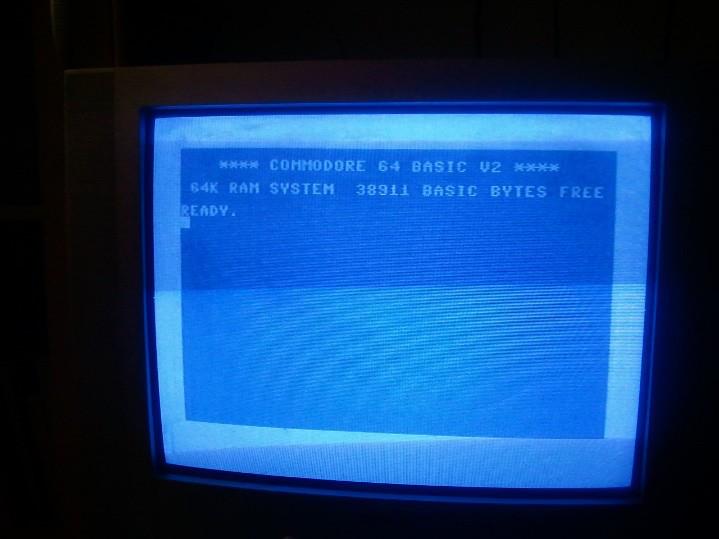 **** COMMODORE 64 BASIC V2 ****
64K RAM SYSTEM  38911 BASIC BYTES FREE
READY.